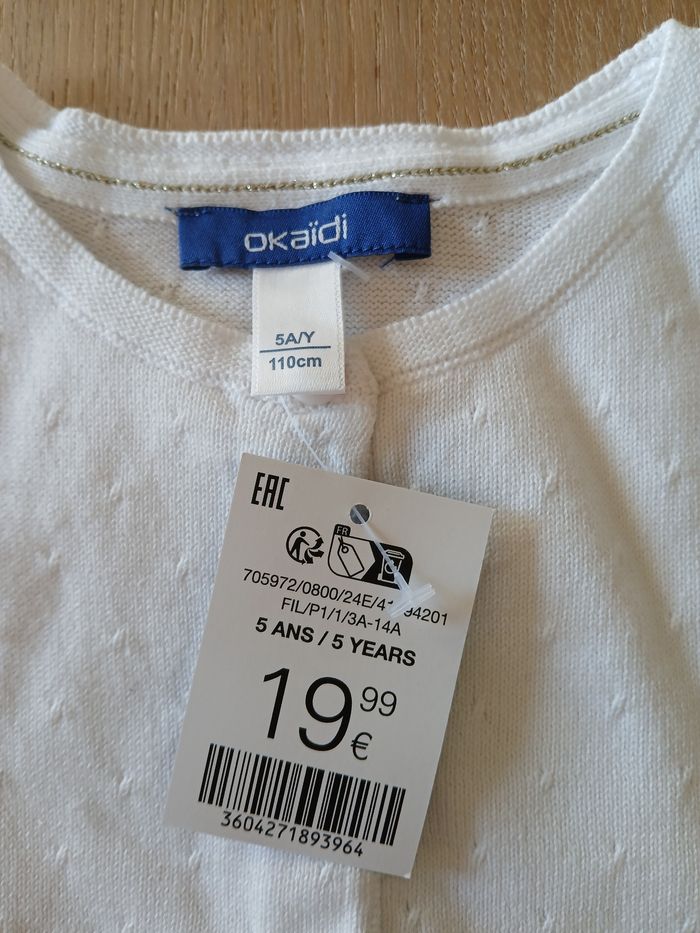 okaïdi
5A/Y
110cm
EAC
FR
705972/0800/24E/4 94201
FIL/P1/1/3A-14A
5 ANS / 5 YEARS
19 99
€
3604271893964